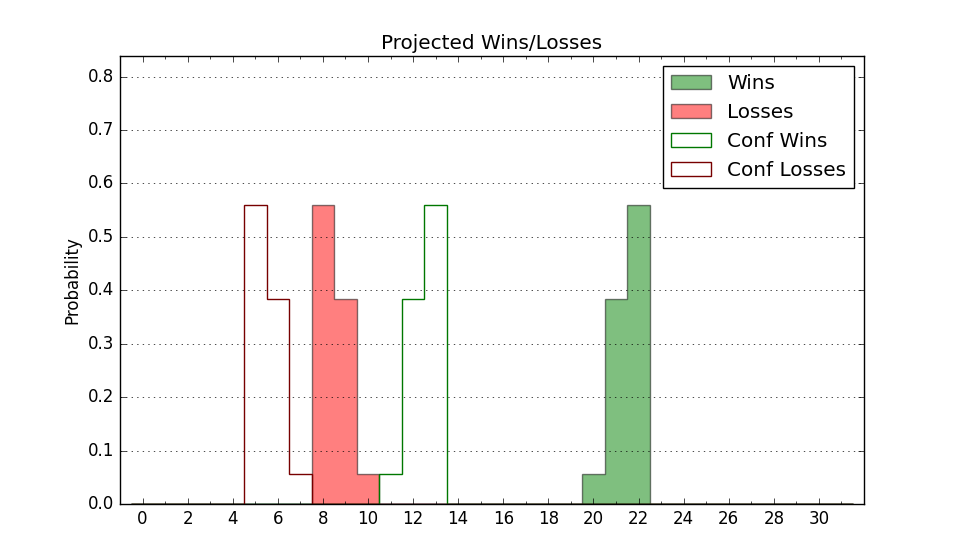 Projected Wins/Losses
Wins
Losses
Conf Wins
Conf Losses
Probability
0.8
0.7
0.6
0.5
0.4
0.3
0.2
0.1
0.0
0 2 4 6 8 10 12 14 16 18 20 22 24 26 28 30